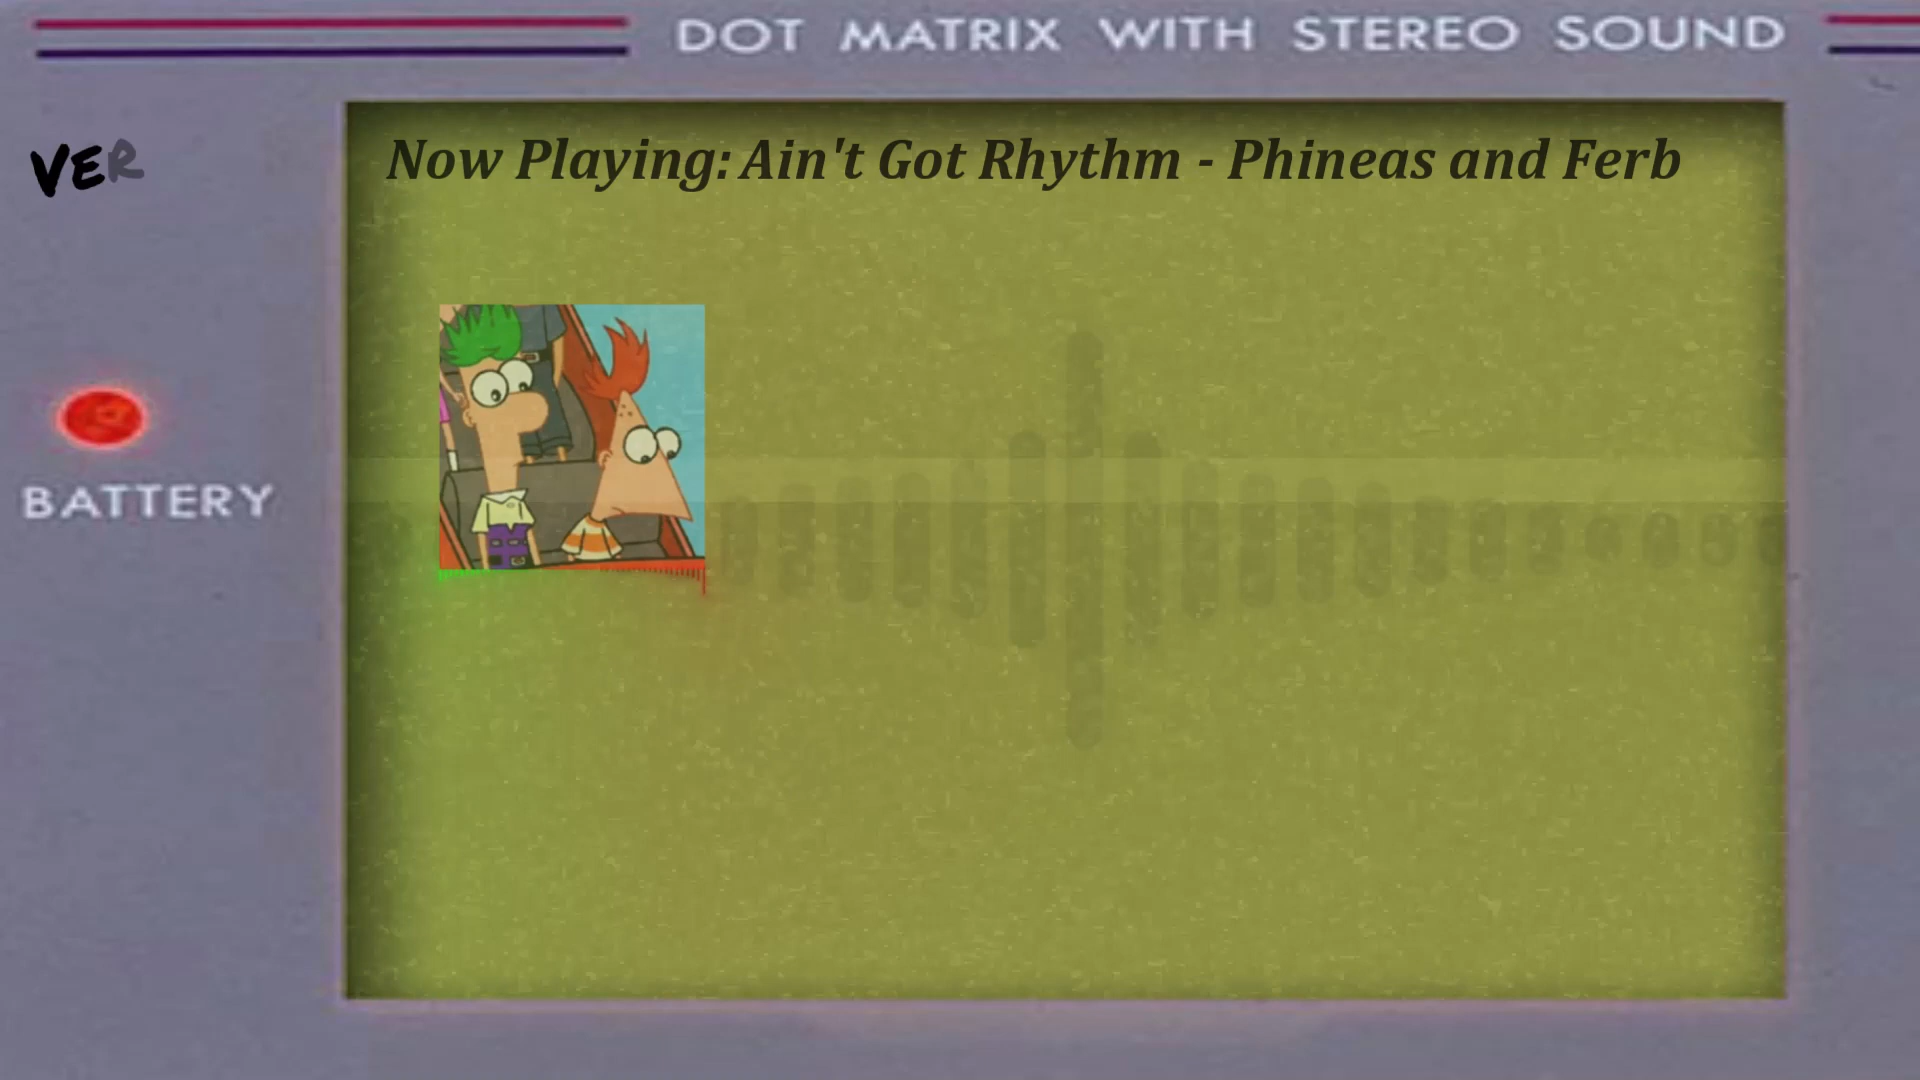 DOT MATRIX WITH STEREO SOUND
VER
Now Playing: Ain't Got Rhythm - Phineas and Ferb
BATTERY